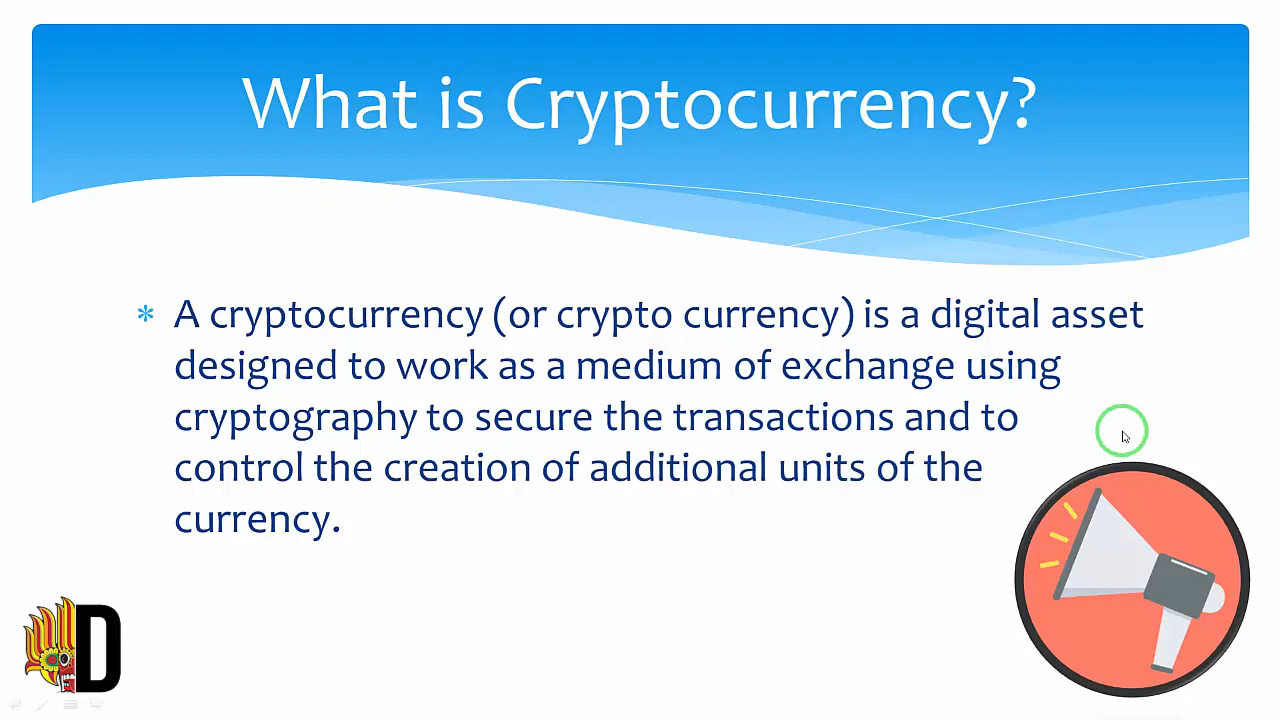 What is Cryptocurrency?
* A cryptocurrency (or crypto currency) is a digital asset
designed to work as a medium of exchange using
cryptography to secure the transactions and to
control the creation of additional units of the
currency.
D